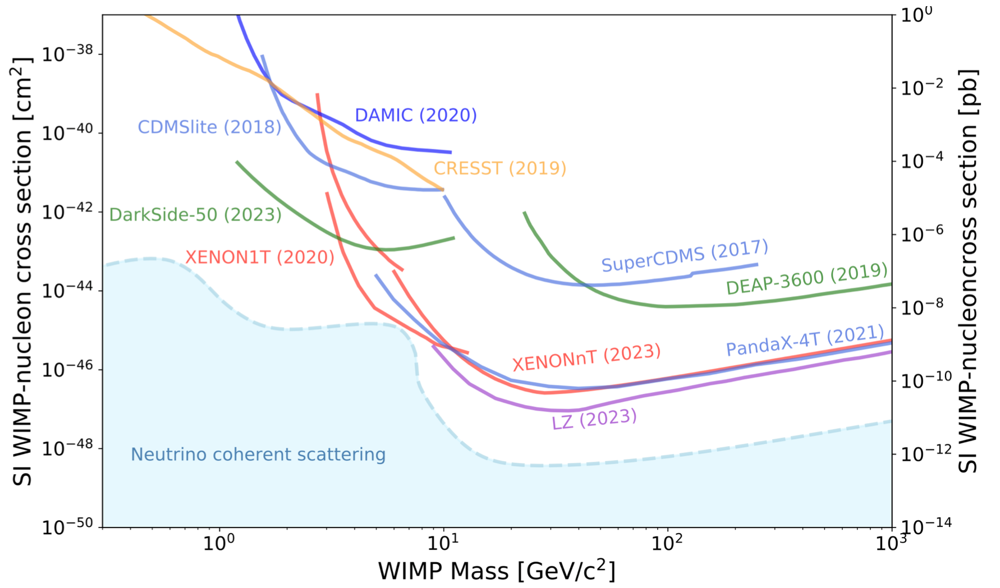 SI WIMP-nucleon cross section [cm²]
10⁻³⁸
10⁻⁴⁰
10⁻⁴²
10⁻⁴⁴
10⁻⁴⁶
10⁻⁴⁸
10⁻⁵⁰
DAMIC (2020)
CDMSlite (2018)
CRESST (2019)
DarkSide-50 (2023)
XENON1T (2020)
SuperCDMS (2017)
DEAP-3600 (2019)
PandaX-4T (2021)
XENONnT (2023)
LZ (2023)
Neutrino coherent scattering
10⁰
10⁻²
10⁻⁴
10⁻⁶
10⁻⁸
10⁻¹⁰
10⁻¹²
10⁻¹⁴
SI WIMP-nucleoncross section [pb]
10⁰
10¹
10²
10³
WIMP Mass [GeV/c²]